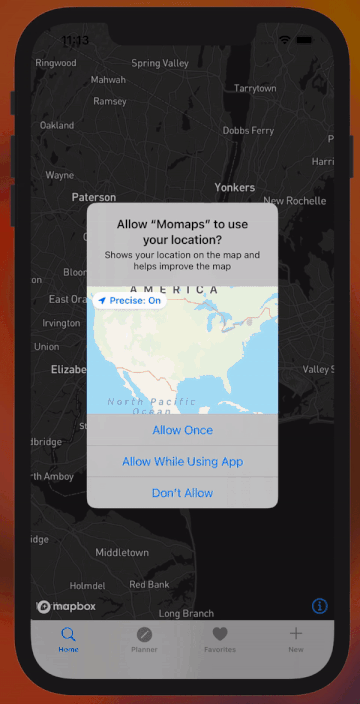 11:13
Ringwood
Spring Valley
Mahwah
Tarrytown
Ramsey
Oakland
Dobbs Ferry
P
Harri
Wayne
Yonkers
Paterson
New Rochelle
Allow “Momaps” to use
your location?
Shows your location on the map and
helps improve the map
on
Bloo
AMERICA
East Ora
Precise: On
Irvington
Union
Elizabe
Valley S
North Pacific
Ocean
Allow Once
dbridge
Allow While Using App
rth Amboy
Don’t Allow
idge
Middletown
Holmdel
Red Bank
mapbox
Long Branch
Home
Planner
Favorites
New